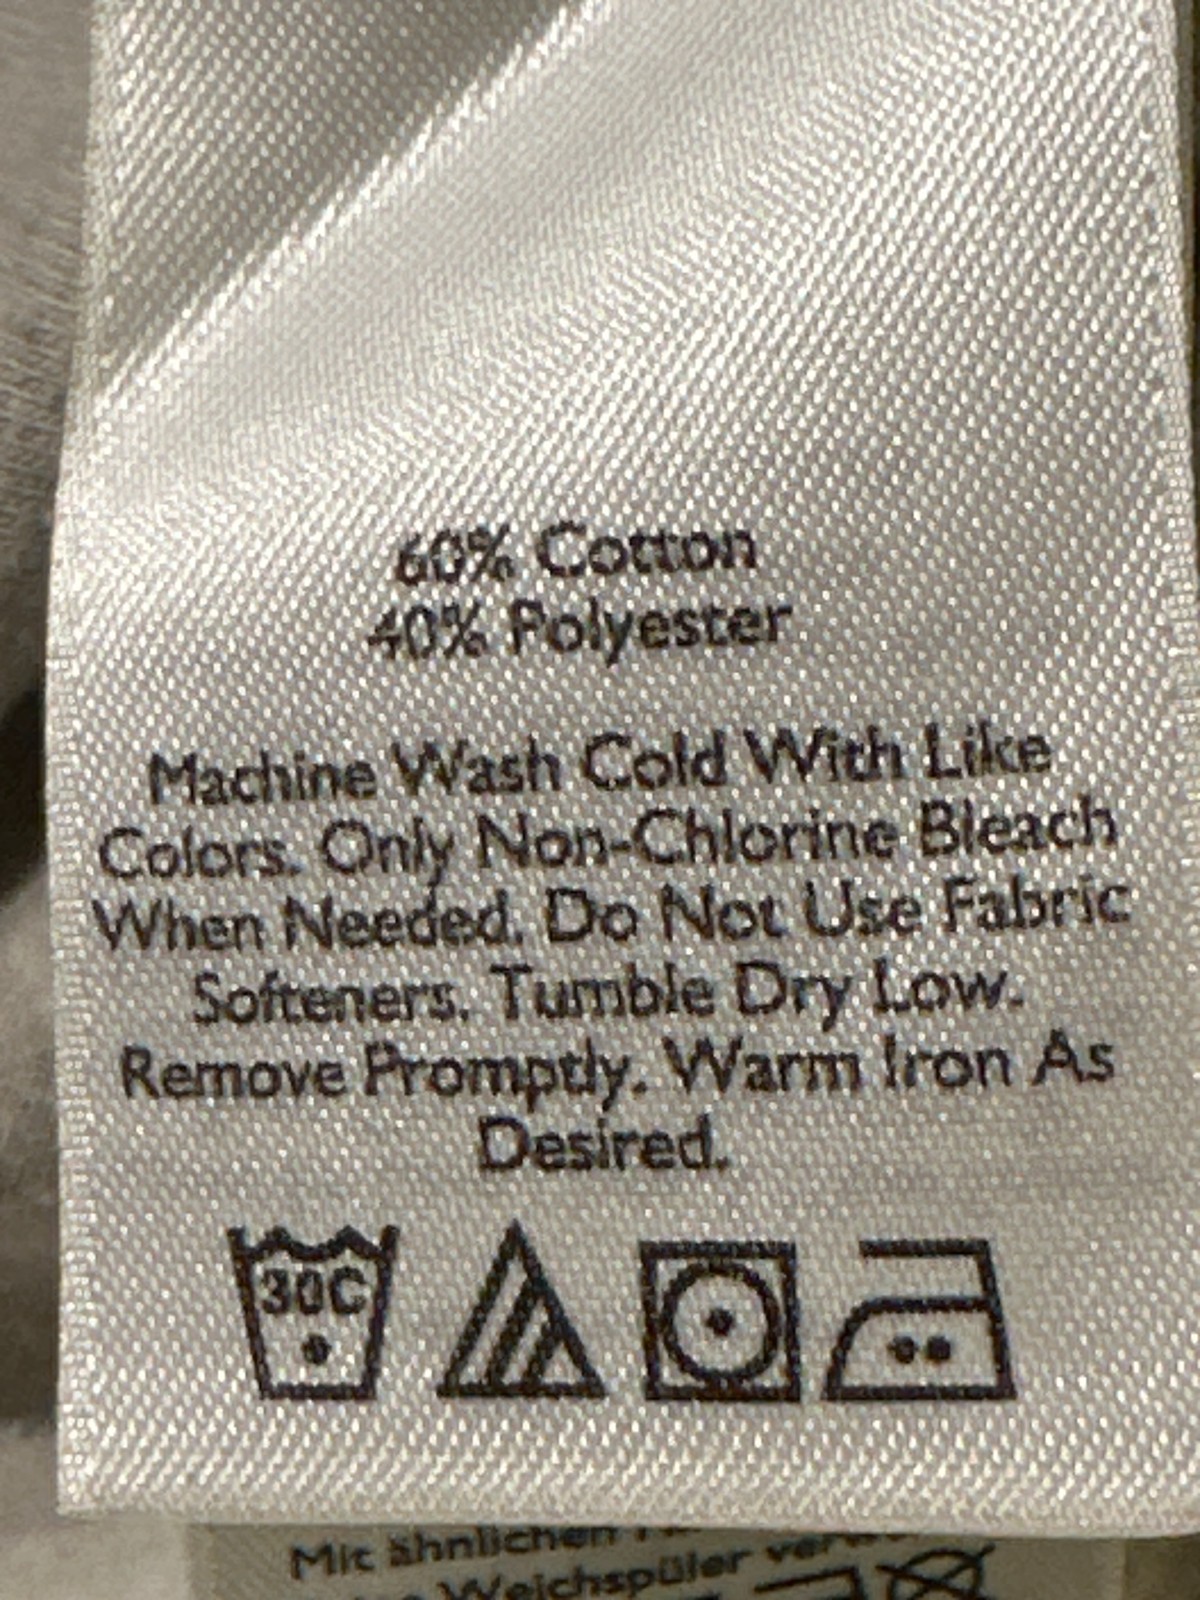 60% Cotton
40% Polyester
Machine Wash Cold With Like
Colors. Only Non-Chlorine Bleach
When Needed. Do Not Use Fabric
Softeners. Tumble Dry Low.
Remove Promptly. Warm Iron As
Desired.
30C
Mit ähnlichen
Weichspüler